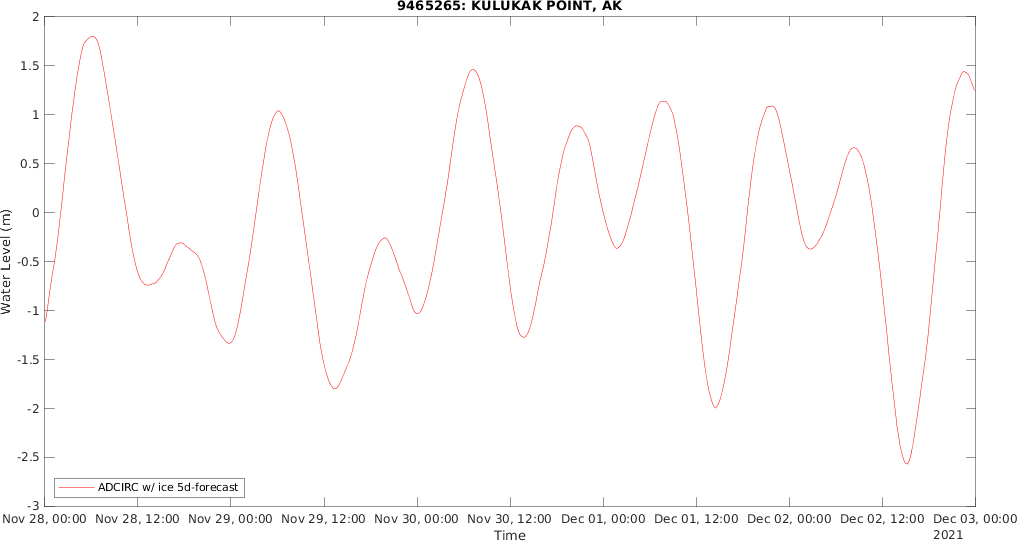 9465265: KULUKAK POINT, AK
Water Level (m)
2
1.5
1
0.5
0
-0.5
-1
-1.5
-2
-2.5
-3
ADCIRC w/ ice 5d-forecast
Nov 28, 00:00 Nov 28, 12:00 Nov 29, 00:00 Nov 29, 12:00 Nov 30, 00:00 Nov 30, 12:00 Dec 01, 00:00 Dec 01, 12:00 Dec 02, 00:00 Dec 02, 12:00 Dec 03, 00:00
Time
2021